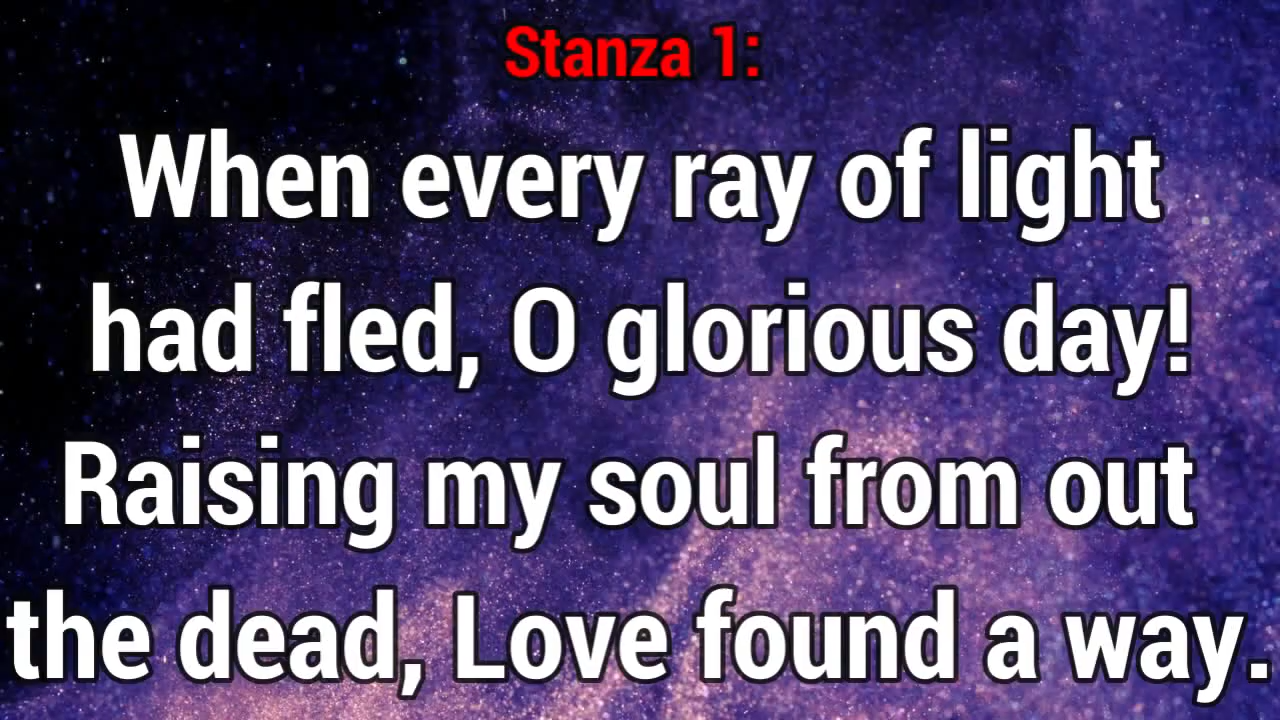 Stanza 1:
When every ray of light
had fled, O glorious day!
Raising my soul from out
the dead, Love found a way.